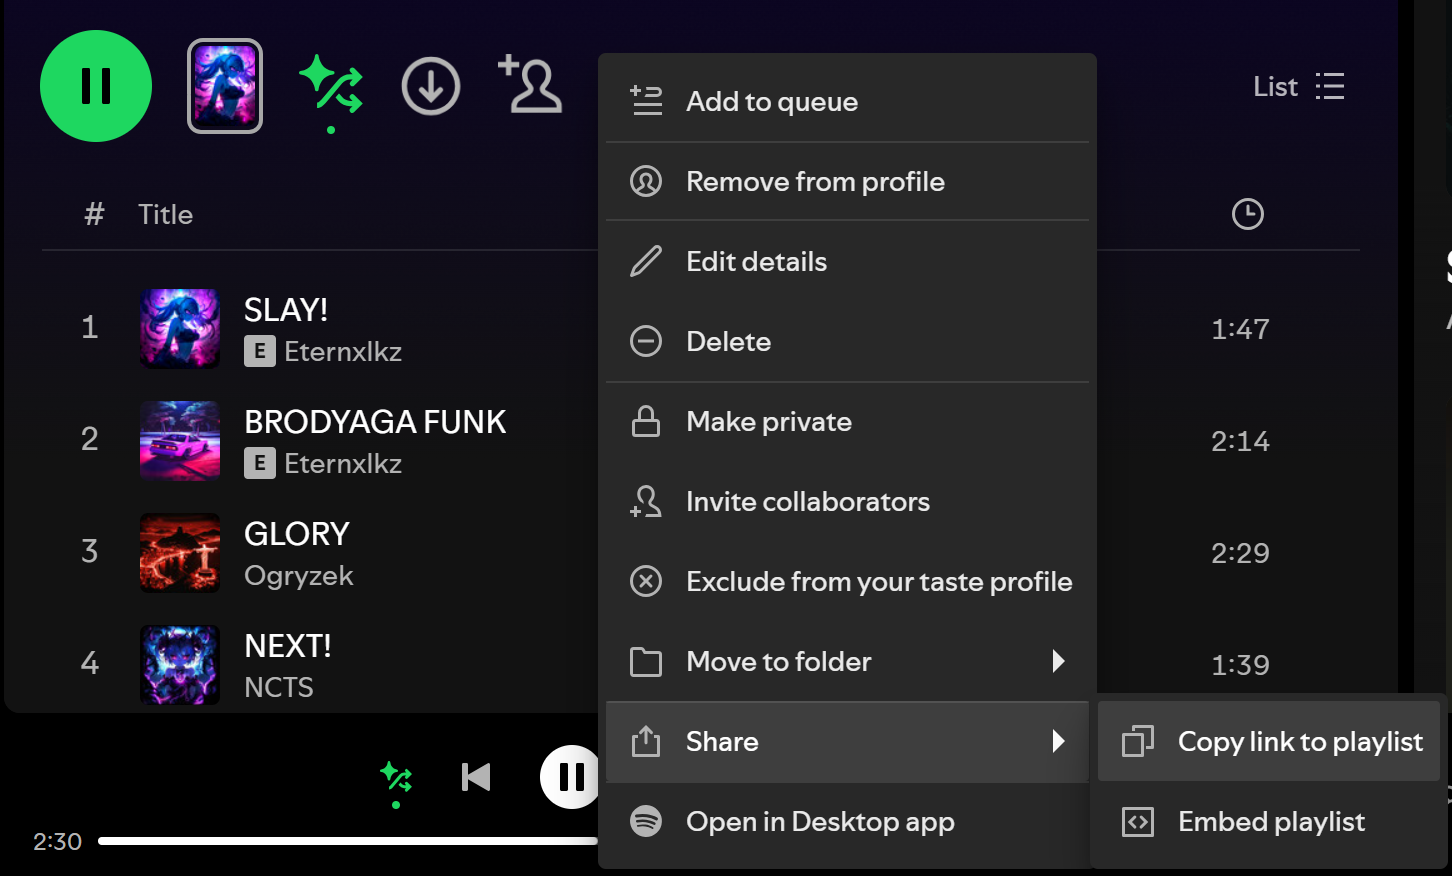 List
# Title
1 SLAY! 1:47
E Eternxlkz
2 BRODYAGA FUNK 2:14
E Eternxlkz
3 GLORY 2:29
Ogryzek
4 NEXT! 1:39
NCTS
2:30
Add to queue
Remove from profile
Edit details
Delete
Make private
Invite collaborators
Exclude from your taste profile
Move to folder
Share
Open in Desktop app
Copy link to playlist
Embed playlist